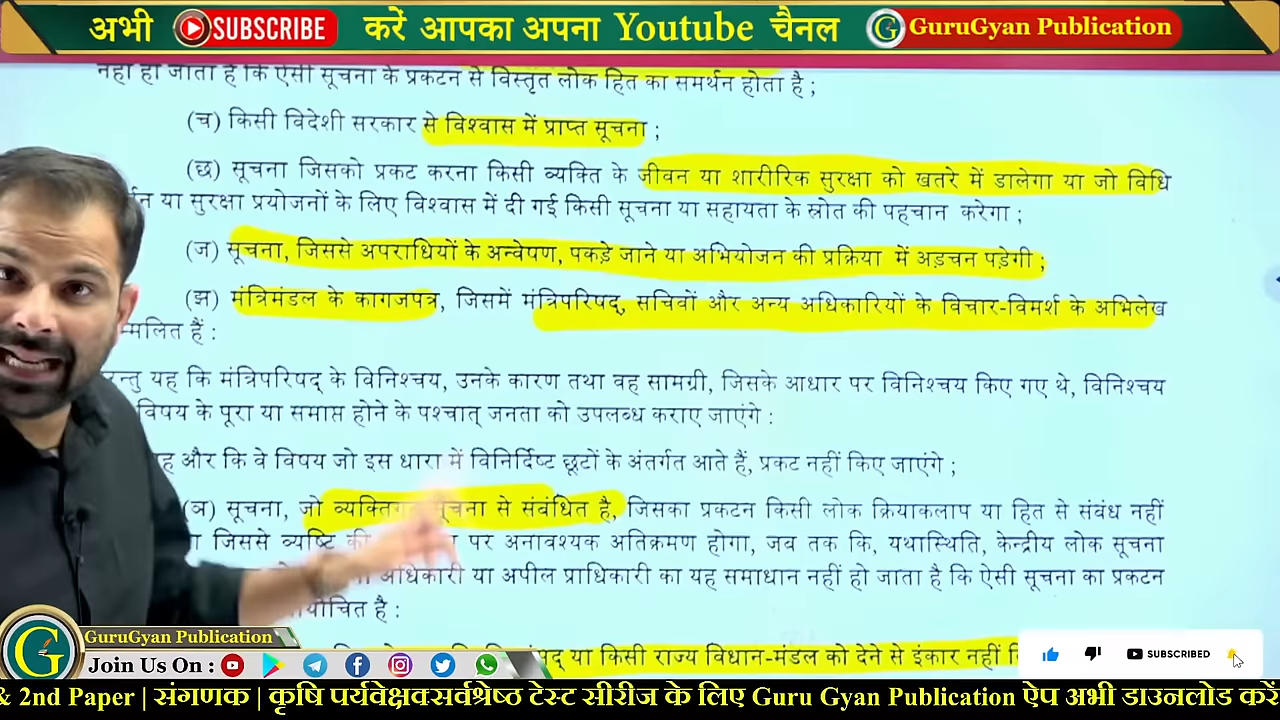 अभी SUBSCRIBE करें आपका अपना Youtube चैनल GuruGyan Publication
नहीं हो जाता है कि ऐसी सूचना के प्रकटन से विस्तृत लोक हित का समर्थन होता है ;
(च) किसी विदेशी सरकार से विश्वास में प्राप्त सूचना ;
(छ) सूचना जिसको प्रकट करना किसी व्यक्ति के जीवन या शारीरिक सुरक्षा को खतरे में डालेगा या जो विधि
या सुरक्षा प्रयोजनों के लिए विश्वास में दी गई किसी सूचना या सहायता के स्रोत की पहचान करेगा ;
(ज) सूचना, जिससे अपराधियों के अन्वेषण, पकड़े जाने या अभियोजन की प्रक्रिया में अड़चन पड़ेगी ;
(झ) मंत्रिमंडल के कागजपत्र, जिसमें मंत्रिपरिषद्, सचिवों और अन्य अधिकारियों के विचार-विमर्श के अभिलेख
म्मलित हैं :
न्तु यह कि मंत्रिपरिषद् के विनिश्चय, उनके कारण तथा वह सामग्री, जिसके आधार पर विनिश्चय किए गए थे, विनिश्चय
विषय के पूरा या समाप्त होने के पश्चात् जनता को उपलब्ध कराए जाएंगे :
ह और कि वे विषय जो इस धारा में विनिर्दिष्ट छूटों के अंतर्गत आते हैं, प्रकट नहीं किए जाएंगे ;
(ञ) सूचना, जो व्यक्तिगत सूचना से संबंधित है, जिसका प्रकटन किसी लोक क्रियाकलाप या हित से संबंध नहीं
जिससे व्यष्टि की पर अनावश्यक अतिक्रमण होगा, जब तक कि, यथास्थिति, केन्द्रीय लोक सूचना
अधिकारी या अपील प्राधिकारी का यह समाधान नहीं हो जाता है कि ऐसी सूचना का प्रकटन
योचित है :
या किसी राज्य विधान-मंडल को देने से इंकार नहीं
SUBSCRIBED
GuruGyan Publication
Join Us On :
& 2nd Paper | संगणक | कृषि पर्यवेक्षक सर्वश्रेष्ठ टेस्ट सीरीज के लिए Guru Gyan Publication ऐप अभी डाउनलोड करें